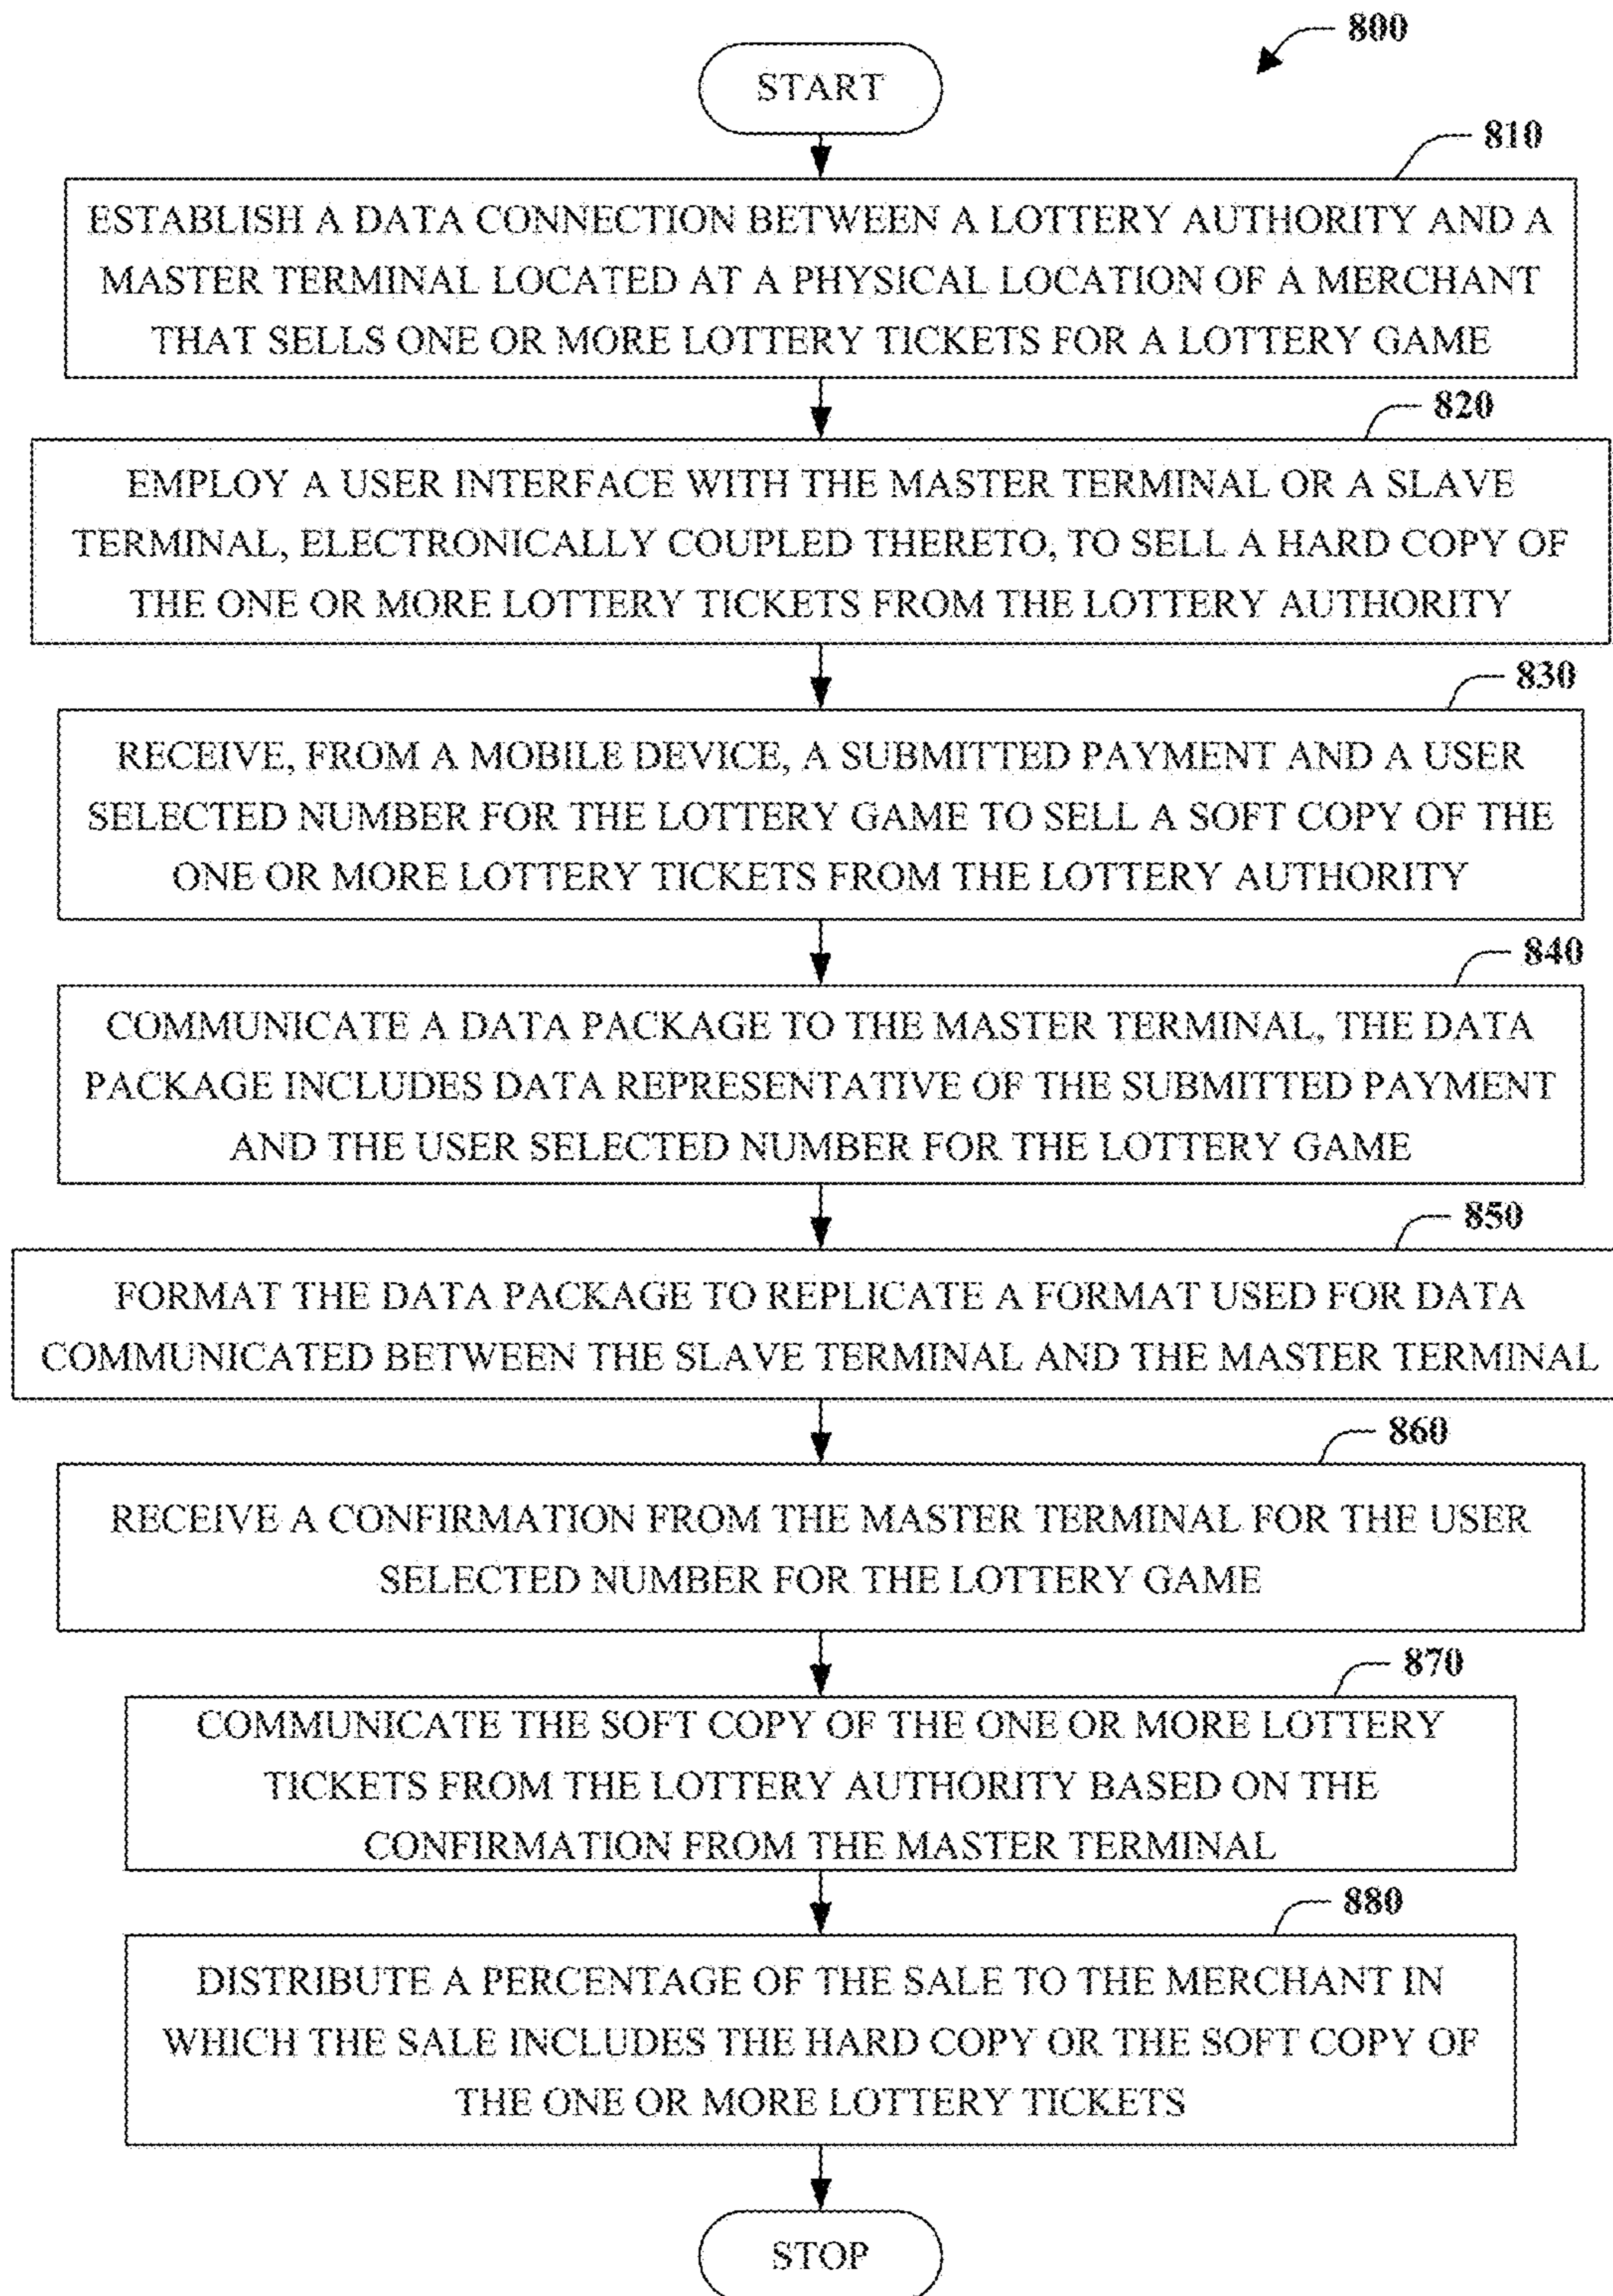 800
START
810
ESTABLISH A DATA CONNECTION BETWEEN A LOTTERY AUTHORITY AND A
MASTER TERMINAL LOCATED AT A PHYSICAL LOCATION OF A MERCHANT
THAT SELLS ONE OR MORE LOTTERY TICKETS FOR A LOTTERY GAME
820
EMPLOY A USER INTERFACE WITH THE MASTER TERMINAL OR A SLAVE
TERMINAL, ELECTRONICALLY COUPLED THERETO, TO SELL A HARD COPY OF
THE ONE OR MORE LOTTERY TICKETS FROM THE LOTTERY AUTHORITY
830
RECEIVE, FROM A MOBILE DEVICE, A SUBMITTED PAYMENT AND A USER
SELECTED NUMBER FOR THE LOTTERY GAME TO SELL A SOFT COPY OF THE
ONE OR MORE LOTTERY TICKETS FROM THE LOTTERY AUTHORITY
840
COMMUNICATE A DATA PACKAGE TO THE MASTER TERMINAL, THE DATA
PACKAGE INCLUDES DATA REPRESENTATIVE OF THE SUBMITTED PAYMENT
AND THE USER SELECTED NUMBER FOR THE LOTTERY GAME
850
FORMAT THE DATA PACKAGE TO REPLICATE A FORMAT USED FOR DATA
COMMUNICATED BETWEEN THE SLAVE TERMINAL AND THE MASTER TERMINAL
860
RECEIVE A CONFIRMATION FROM THE MASTER TERMINAL FOR THE USER
SELECTED NUMBER FOR THE LOTTERY GAME
870
COMMUNICATE THE SOFT COPY OF THE ONE OR MORE LOTTERY
TICKETS FROM THE LOTTERY AUTHORITY BASED ON THE
CONFIRMATION FROM THE MASTER TERMINAL
880
DISTRIBUTE A PERCENTAGE OF THE SALE TO THE MERCHANT IN
WHICH THE SALE INCLUDES THE HARD COPY OR THE SOFT COPY OF
THE ONE OR MORE LOTTERY TICKETS
STOP